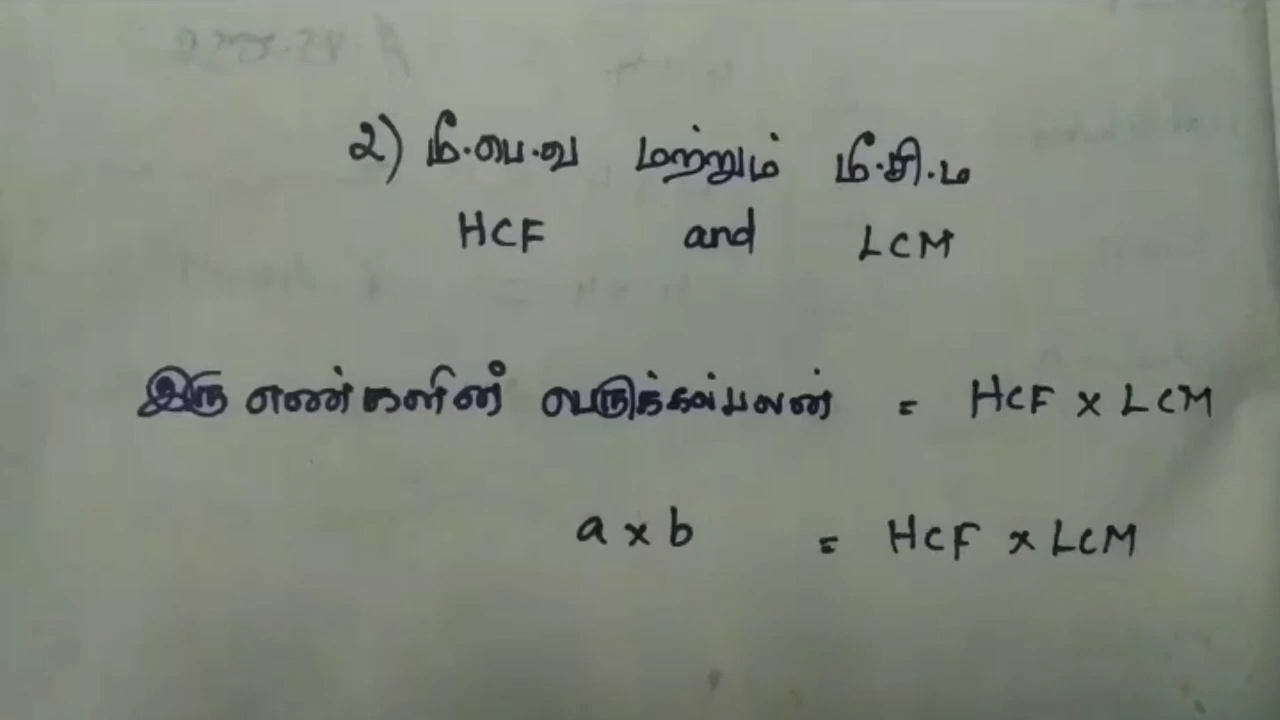 2) மீ.பெ.வ மற்றும் மீ.சி.ம
HCF and LCM
இரு எண்களின் பெருக்கல்பலன் = HCF x LCM
a x b = HCF x LCM